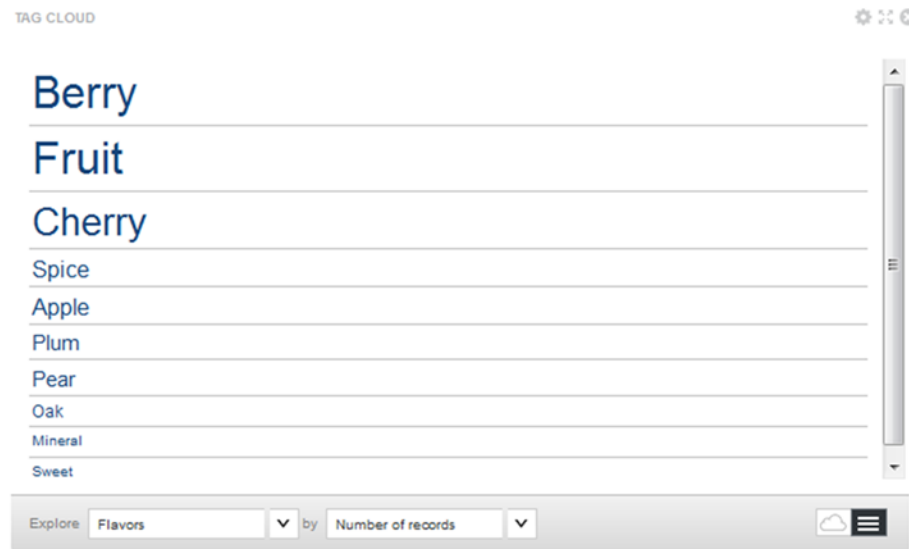 TAG CLOUD
Berry
Fruit
Cherry
Spice
Apple
Plum
Pear
Oak
Mineral
Sweet
Explore Flavors by Number of records